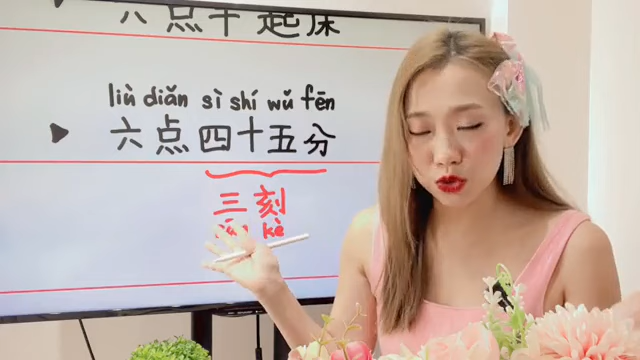 六点半起床
liù diǎn sì shí wǔ fēn
▶ 六点四十五分
三刻
kè